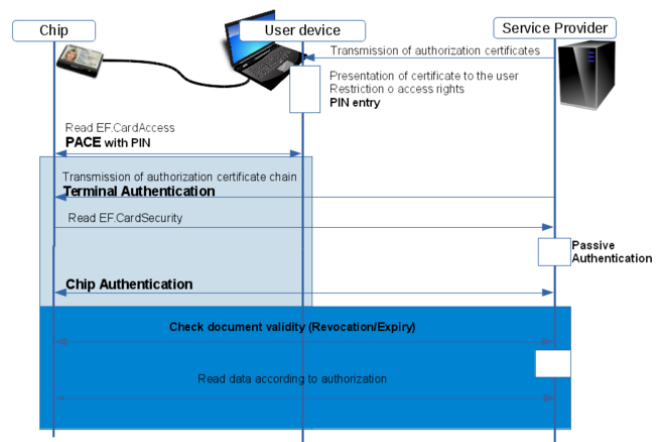 Chip
User device
Service Provider
Transmission of authorization certificates
Presentation of certificate to the user
Restriction o access rights
PIN entry
Read EF.CardAccess
PACE with PIN
Transmission of authorization certificate chain
Terminal Authentication
Read EF.CardSecurity
Passive
Authentication
Chip Authentication
Check document validity (Revocation/Expiry)
Read data according to authorization